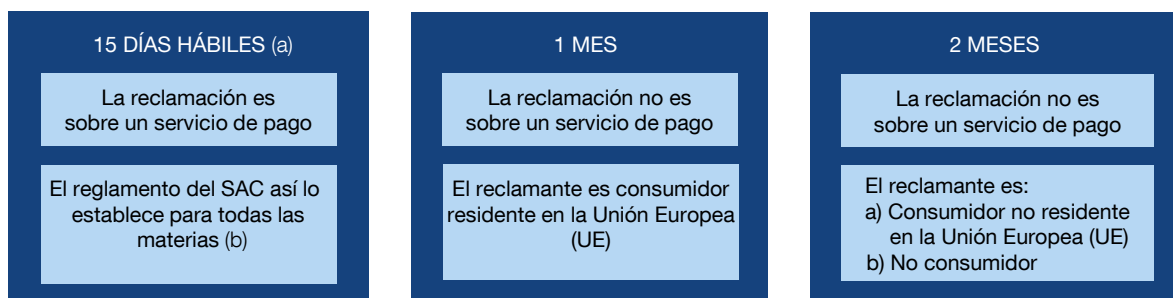 15 DÍAS HÁBILES (a)
La reclamación es
sobre un servicio de pago
El reglamento del SAC así lo
establece para todas las
materias (b)
1 MES
La reclamación no es
sobre un servicio de pago
El reclamante es consumidor
residente en la Unión Europea
(UE)
2 MESES
La reclamación no es
sobre un servicio de pago
El reclamante es:
a) Consumidor no residente
en la Unión Europea (UE)
b) No consumidor